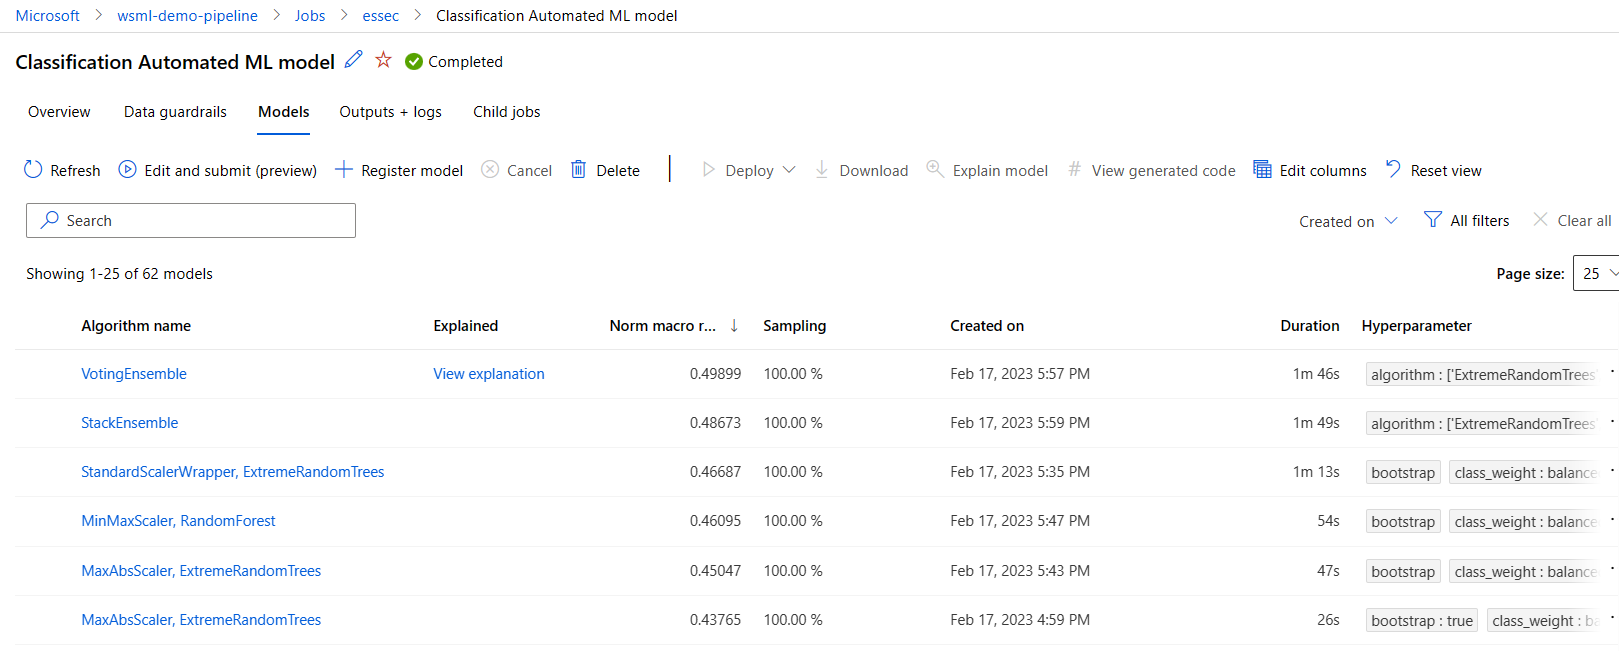 Microsoft > wsml-demo-pipeline > Jobs > essec > Classification Automated ML model
Classification Automated ML model Completed
Overview Data guardrails Models Outputs + logs Child jobs
Refresh Edit and submit (preview) Register model Cancel Delete Deploy Download Explain model # View generated code Edit columns Reset view
Search Created on All filters Clear all
Showing 1-25 of 62 models Page size: 25
Algorithm name Explained Norm macro r... ↓ Sampling Created on Duration Hyperparameter
VotingEnsemble View explanation 0.49899 100.00 % Feb 17, 2023 5:57 PM 1m 46s algorithm : ['ExtremeRandomTrees'
StackEnsemble 0.48673 100.00 % Feb 17, 2023 5:59 PM 1m 49s algorithm : ['ExtremeRandomTrees'
StandardScalerWrapper, ExtremeRandomTrees 0.46687 100.00 % Feb 17, 2023 5:35 PM 1m 13s bootstrap class_weight : balance
MinMaxScaler, RandomForest 0.46095 100.00 % Feb 17, 2023 5:47 PM 54s bootstrap class_weight : balance
MaxAbsScaler, ExtremeRandomTrees 0.45047 100.00 % Feb 17, 2023 5:43 PM 47s bootstrap class_weight : balance
MaxAbsScaler, ExtremeRandomTrees 0.43765 100.00 % Feb 17, 2023 4:59 PM 26s bootstrap : true class_weight : ba